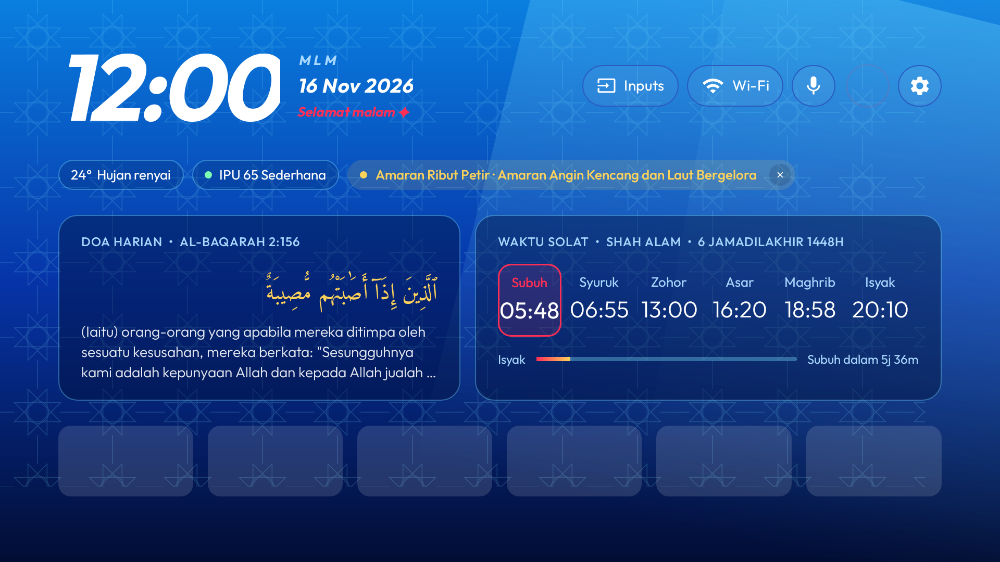 12:00
MLM
16 Nov 2026
Selamat malam
Inputs
Wi-Fi
24° Hujan renyai
IPU 65 Sederhana
Amaran Ribut Petir · Amaran Angin Kencang dan Laut Bergelora
DOA HARIAN • AL-BAQARAH 2:156
ٱلَّذِينَ إِذَآ أَصَـٰبَتْهُم مُّصِيبَةٌ
(Iaitu) orang-orang yang apabila mereka ditimpa oleh
sesuatu kesusahan, mereka berkata: "Sesungguhnya
kami adalah kepunyaan Allah dan kepada Allah jualah ...
WAKTU SOLAT • SHAH ALAM • 6 JAMADILAKHIR 1448H
Subuh Syuruk Zohor Asar Maghrib Isyak
05:48 06:55 13:00 16:20 18:58 20:10
Isyak Subuh dalam 5j 36m